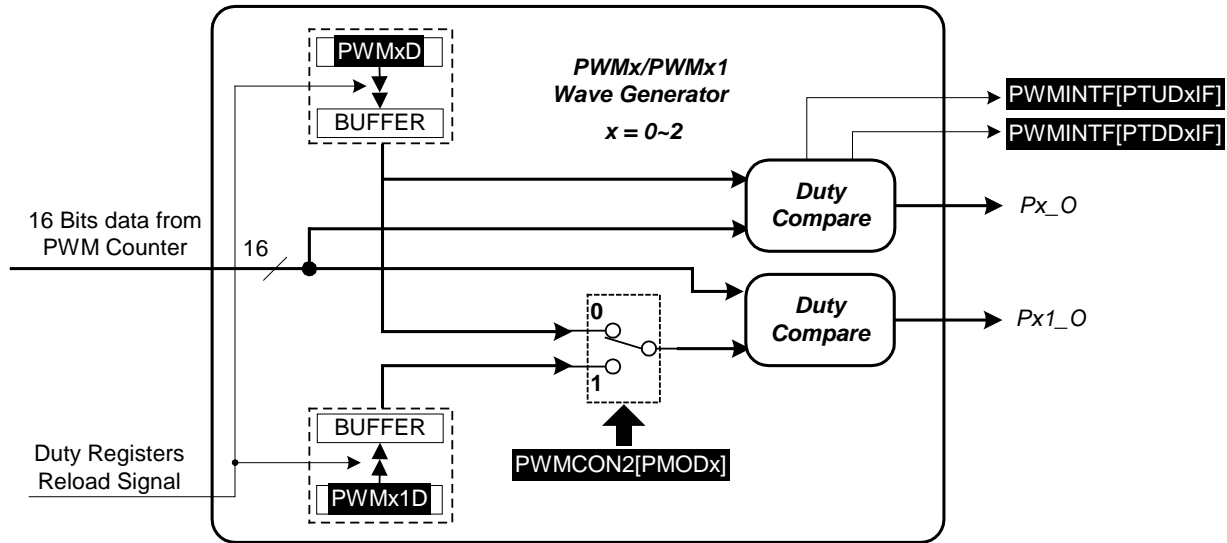 PWMxD
BUFFER
PWMx/PWMx1
Wave Generator
x = 0~2
PWMINTF[PTUDxIF]
PWMINTF[PTDDxIF]
Duty
Compare
Px_O
16 Bits data from
PWM Counter
16
0
1
Duty
Compare
Px1_O
BUFFER
PWMx1D
Duty Registers
Reload Signal
PWMCON2[PMODx]